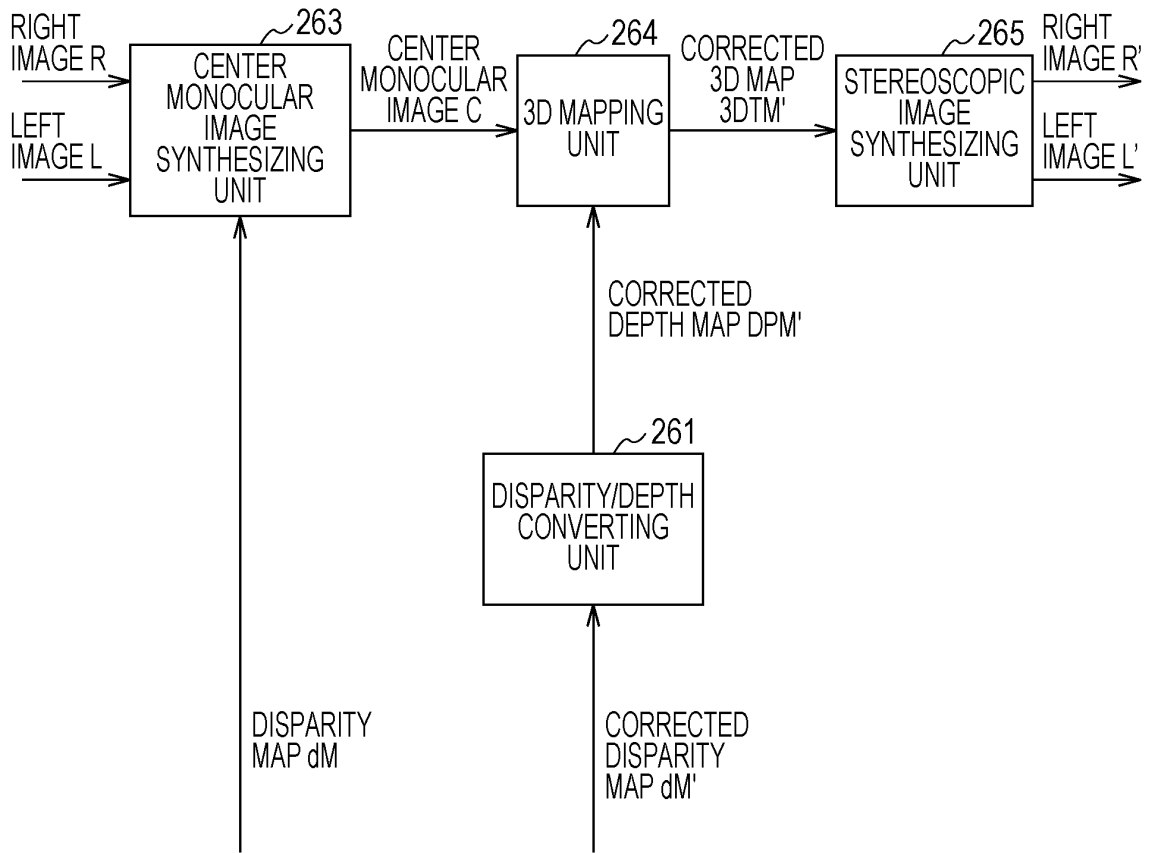 RIGHT
IMAGE R
LEFT
IMAGE L
263
CENTER
MONOCULAR
IMAGE
SYNTHESIZING
UNIT
CENTER
MONOCULAR
IMAGE C
264
3D MAPPING
UNIT
CORRECTED
3D MAP
3DTM'
265
STEREOSCOPIC
IMAGE
SYNTHESIZING
UNIT
RIGHT
IMAGE R'
LEFT
IMAGE L'
CORRECTED
DEPTH MAP DPM'
261
DISPARITY/DEPTH
CONVERTING
UNIT
DISPARITY
MAP dM
CORRECTED
DISPARITY
MAP dM'